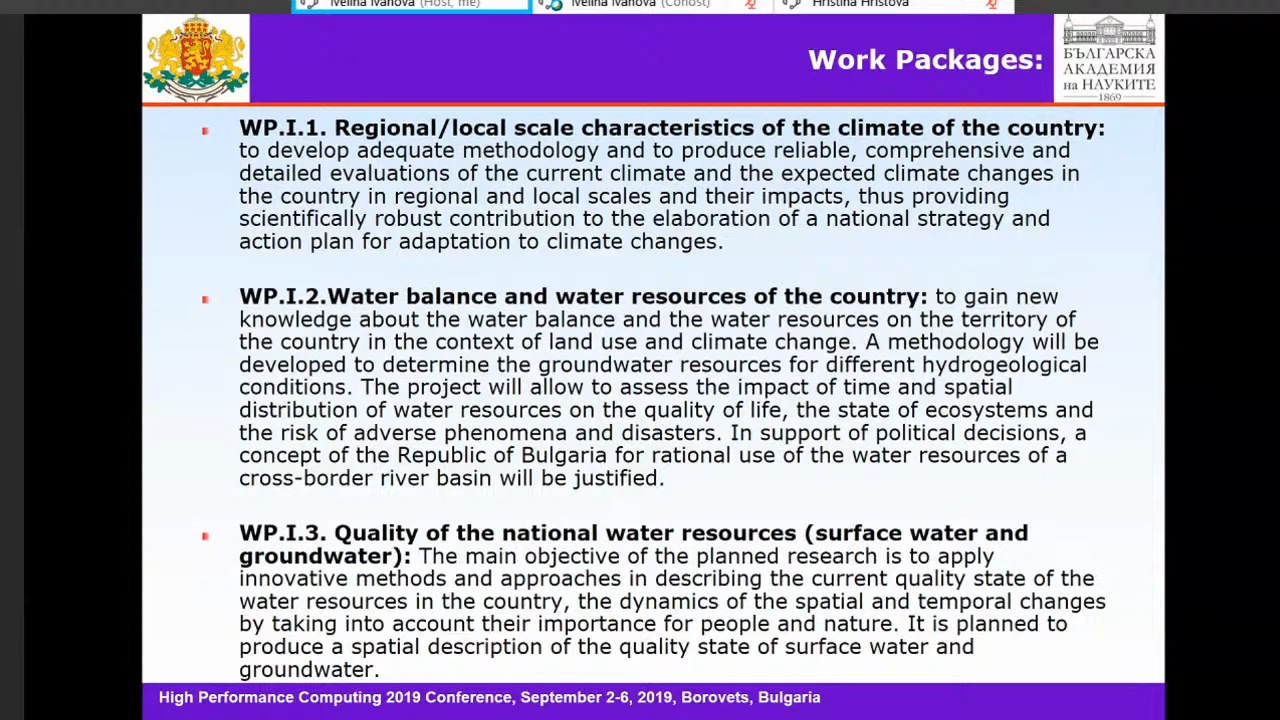 Ivelina Ivanova (Host, me)
Ivelina Ivanova (Cohost)
Hristina Hristova
Work Packages:
БЪЛГАРСКА
АКАДЕМИЯ
на НАУКИТЕ
1869
WP.I.1. Regional/local scale characteristics of the climate of the country:
to develop adequate methodology and to produce reliable, comprehensive and
detailed evaluations of the current climate and the expected climate changes in
the country in regional and local scales and their impacts, thus providing
scientifically robust contribution to the elaboration of a national strategy and
action plan for adaptation to climate changes.
WP.I.2.Water balance and water resources of the country: to gain new
knowledge about the water balance and the water resources on the territory of
the country in the context of land use and climate change. A methodology will be
developed to determine the groundwater resources for different hydrogeological
conditions. The project will allow to assess the impact of time and spatial
distribution of water resources on the quality of life, the state of ecosystems and
the risk of adverse phenomena and disasters. In support of political decisions, a
concept of the Republic of Bulgaria for rational use of the water resources of a
cross-border river basin will be justified.
WP.I.3. Quality of the national water resources (surface water and
groundwater): The main objective of the planned research is to apply
innovative methods and approaches in describing the current quality state of the
water resources in the country, the dynamics of the spatial and temporal changes
by taking into account their importance for people and nature. It is planned to
produce a spatial description of the quality state of surface water and
groundwater.
High Performance Computing 2019 Conference, September 2-6, 2019, Borovets, Bulgaria